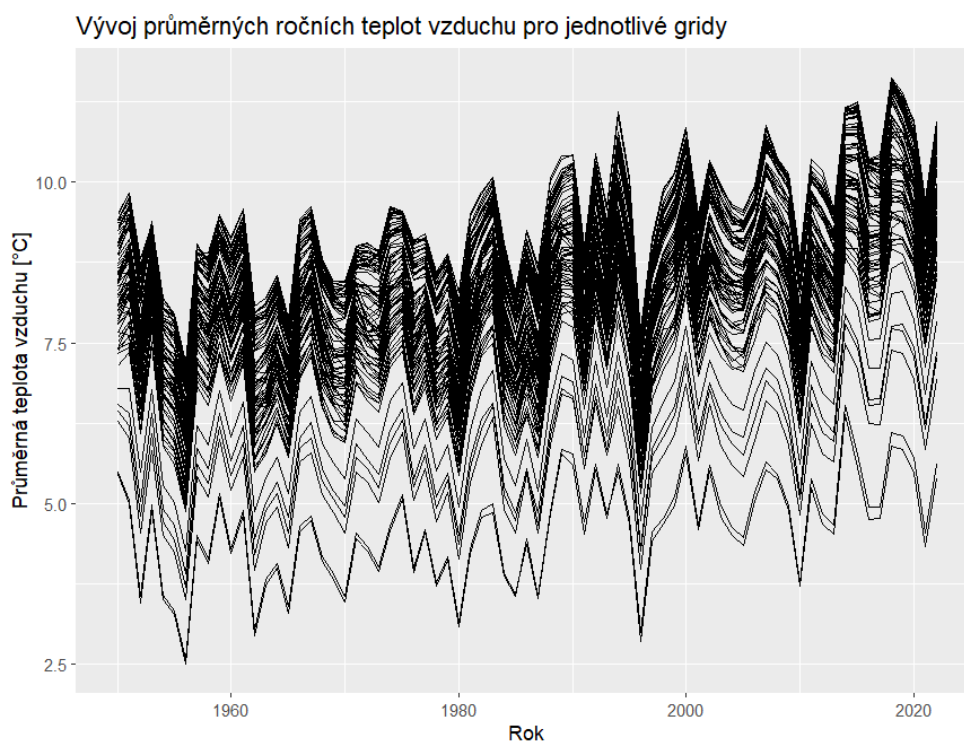 Vývoj průměrných ročních teplot vzduchu pro jednotlivé gridy
Průměrná teplota vzduchu [°C]
10.0
7.5
5.0
2.5
1960 1980 2000 2020
Rok